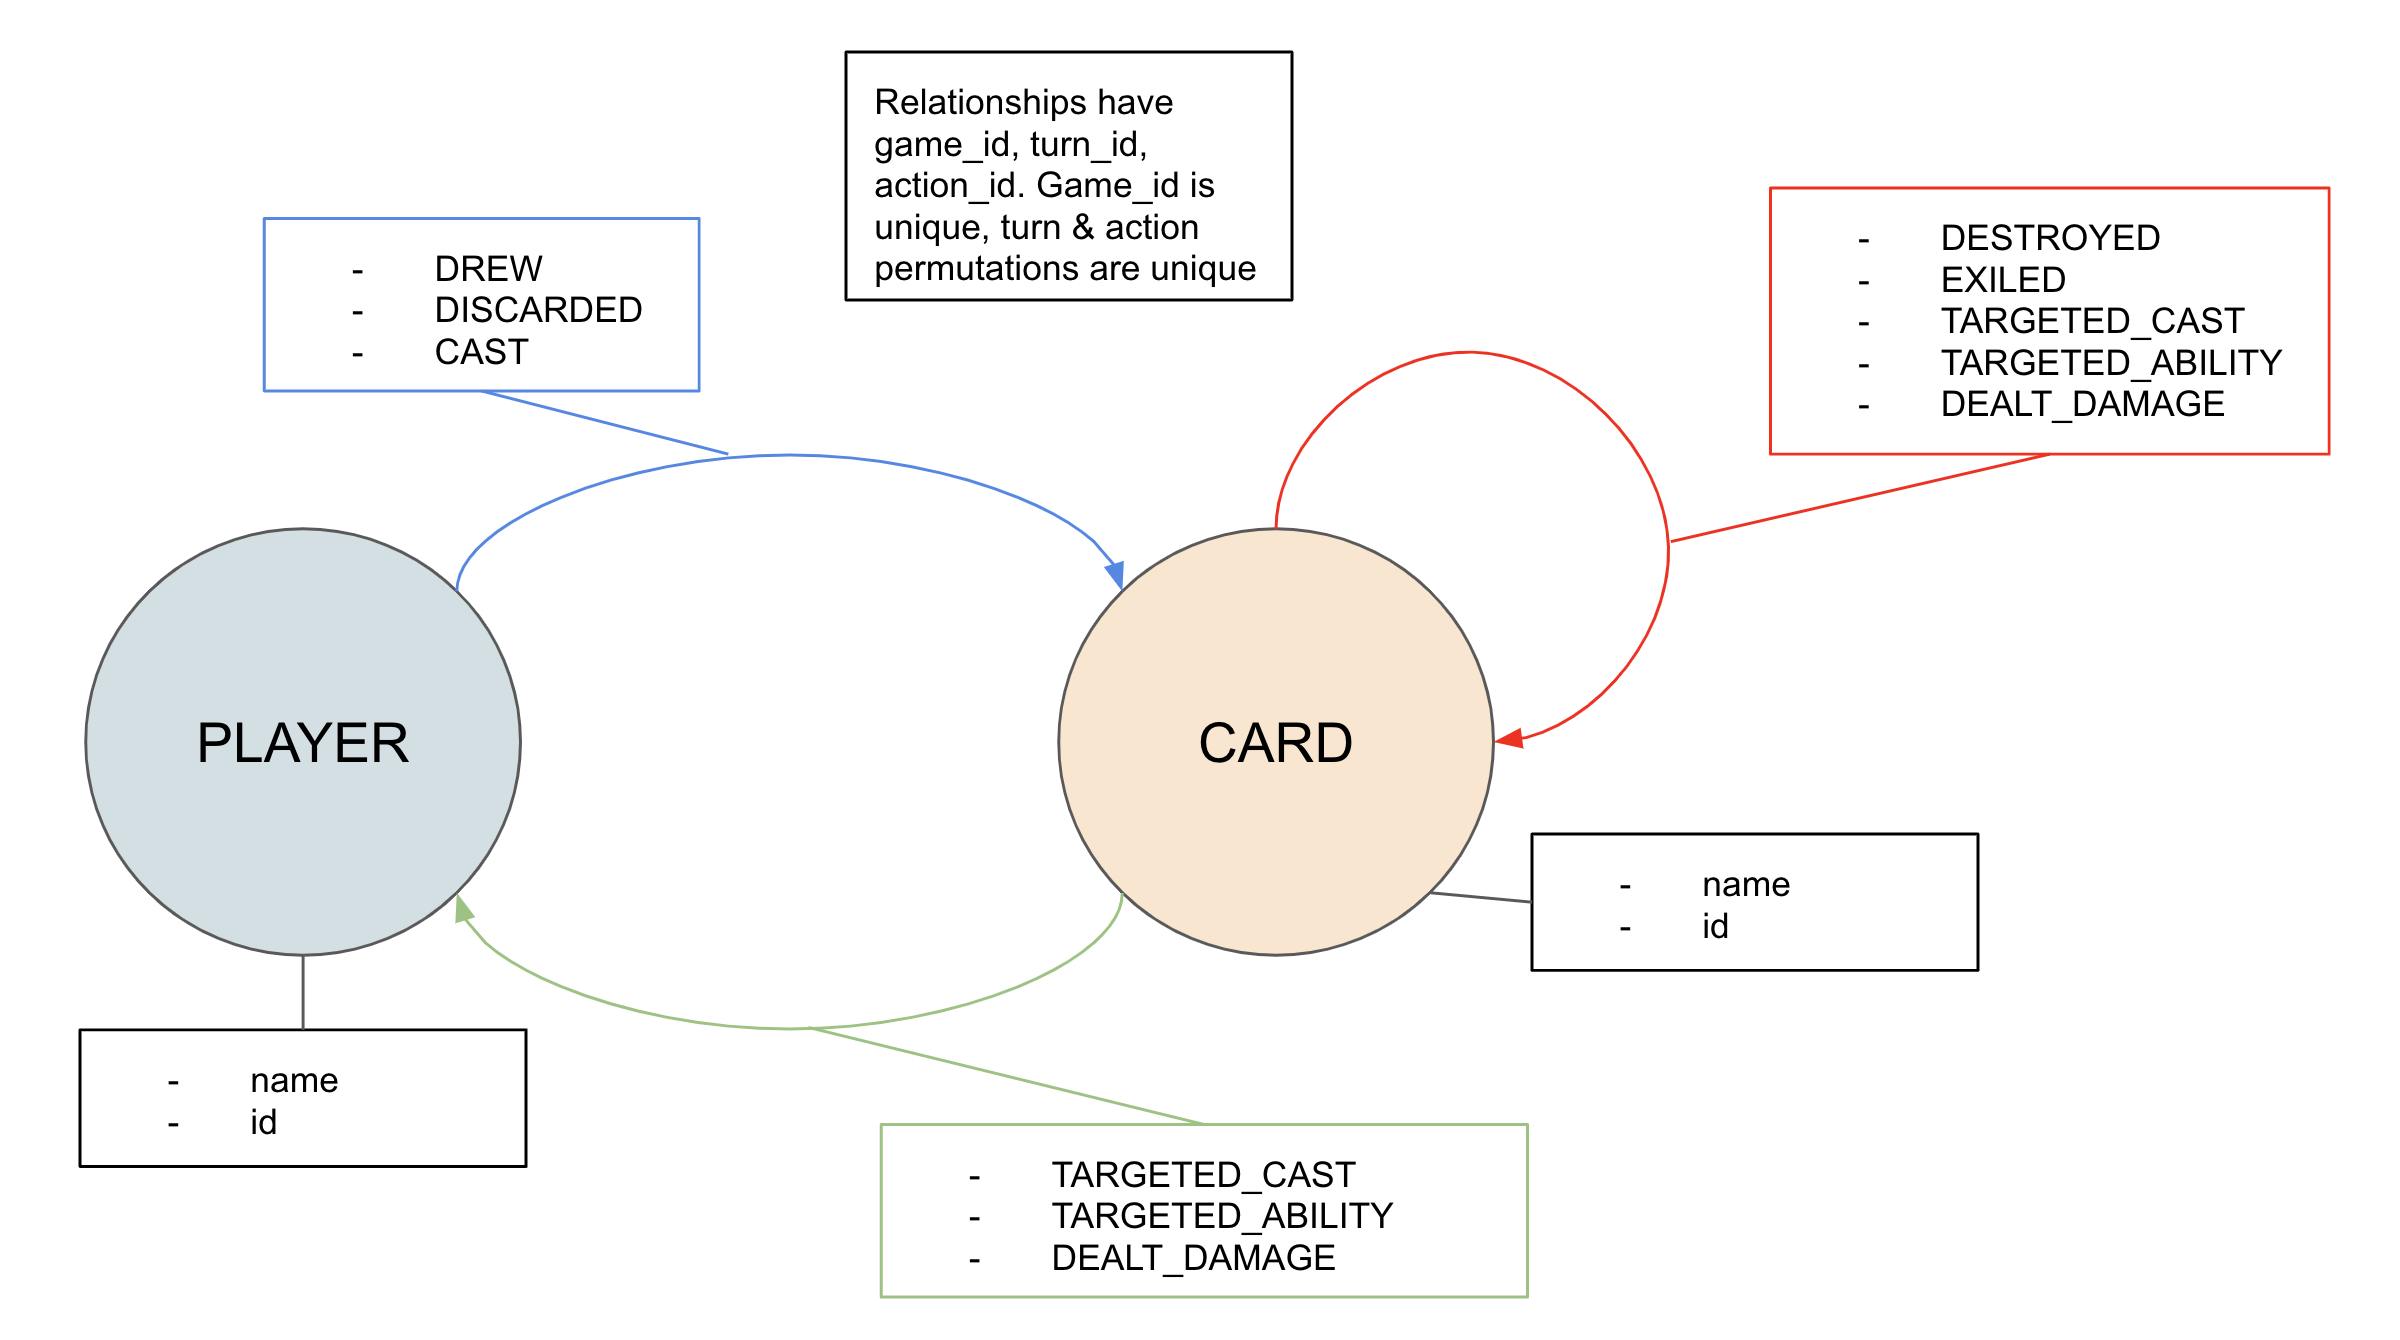 Relationships have
game_id, turn_id,
action_id. Game_id is
unique, turn & action
permutations are unique
- DREW
- DISCARDED
- CAST
- DESTROYED
- EXILED
- TARGETED_CAST
- TARGETED_ABILITY
- DEALT_DAMAGE
PLAYER
CARD
- name
- id
- name
- id
- TARGETED_CAST
- TARGETED_ABILITY
- DEALT_DAMAGE